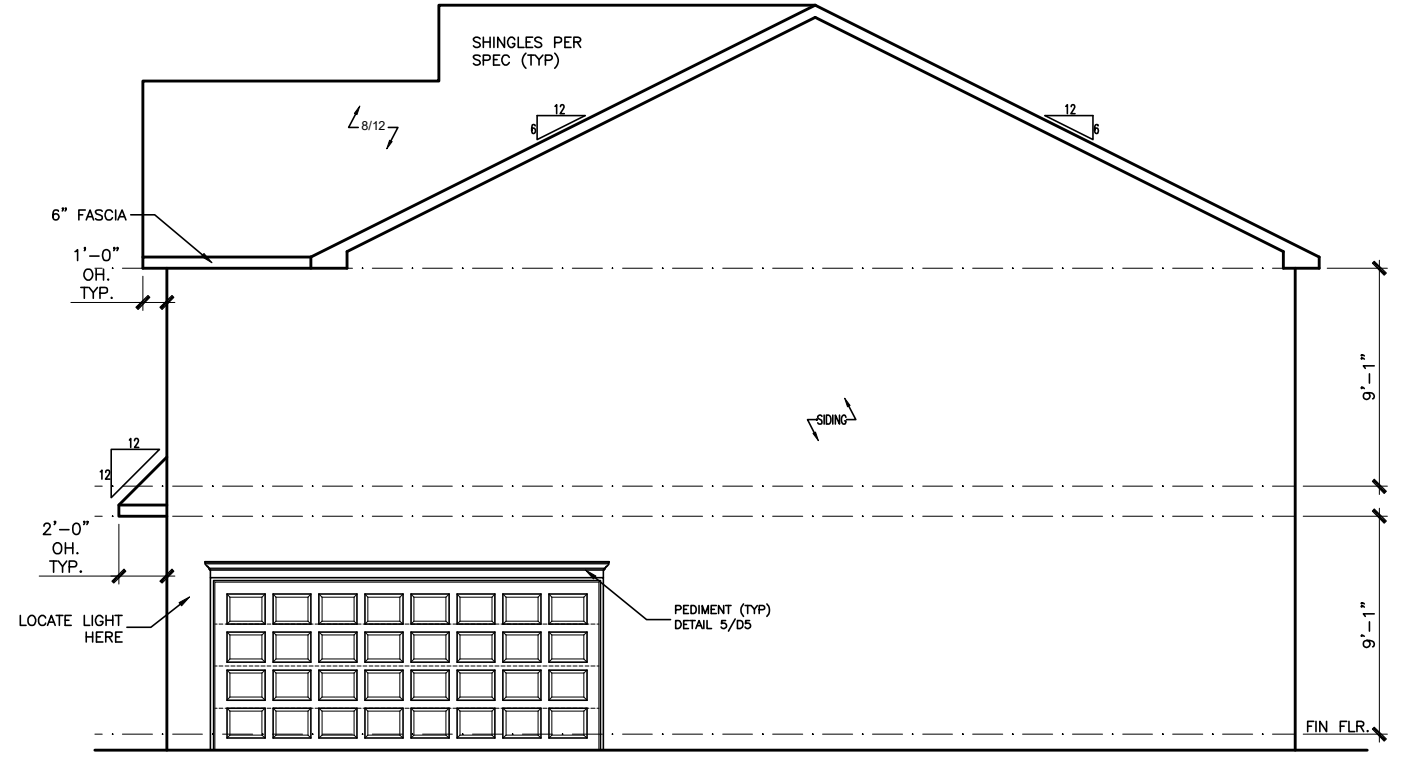 SHINGLES PER
SPEC (TYP)
12
6
12
6
8/12
6" FASCIA
1'-0"
OH.
TYP.
9'-1"
SIDING
12
12
2'-0"
OH.
TYP.
LOCATE LIGHT
HERE
PEDIMENT (TYP)
DETAIL 5/D5
9'-1"
FIN FLR.